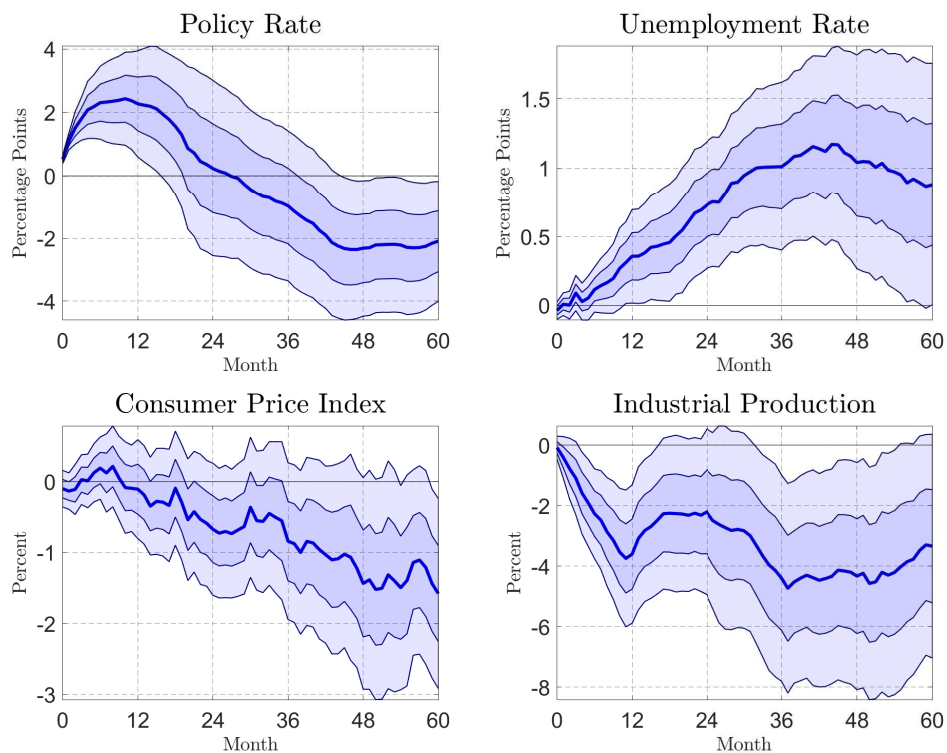 Policy Rate
Percentage Points
4
2
0
-2
-4
0 12 24 36 48 60
Month
Unemployment Rate
Percentage Points
1.5
1
0.5
0
0 12 24 36 48 60
Month
Consumer Price Index
Percent
0
-1
-2
-3
0 12 24 36 48 60
Month
Industrial Production
Percent
0
-2
-4
-6
-8
0 12 24 36 48 60
Month